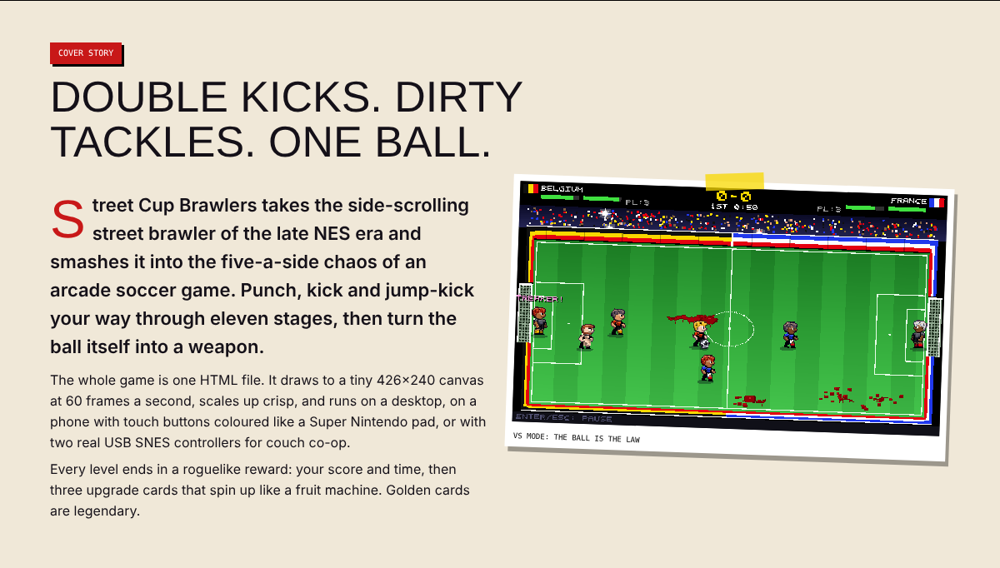 COVER STORY
DOUBLE KICKS. DIRTY
TACKLES. ONE BALL.
Street Cup Brawlers takes the side-scrolling
street brawler of the late NES era and
smashes it into the five-a-side chaos of an
arcade soccer game. Punch, kick and jump-kick
your way through eleven stages, then turn the
ball itself into a weapon.
The whole game is one HTML file. It draws to a tiny 426×240 canvas
at 60 frames a second, scales up crisp, and runs on a desktop, on a
phone with touch buttons coloured like a Super Nintendo pad, or with
two real USB SNES controllers for couch co-op.
Every level ends in a roguelike reward: your score and time, then
three upgrade cards that spin up like a fruit machine. Golden cards
are legendary.
BELGIUM
0-0
FRANCE
1ST 0:50
ENTER/ESC: PAUSE
VS MODE: THE BALL IS THE LAW